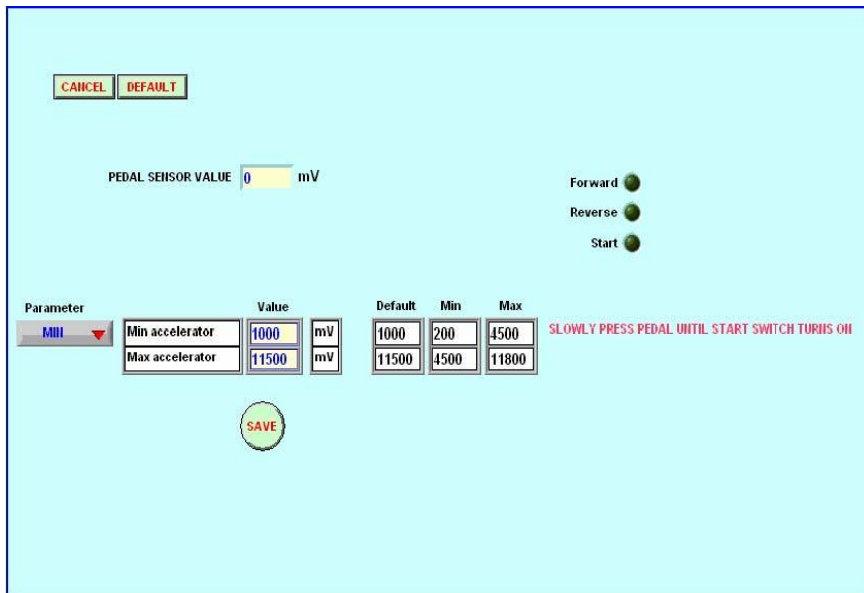 CANCEL DEFAULT
PEDAL SENSOR VALUE 0 mV
Forward
Reverse
Start
Parameter Value Default Min Max
MIN Min accelerator 1000 mV 1000 200 4500 SLOWLY PRESS PEDAL UNTIL START SWITCH TURNS ON
Max accelerator 11500 mV 11500 4500 11800
SAVE